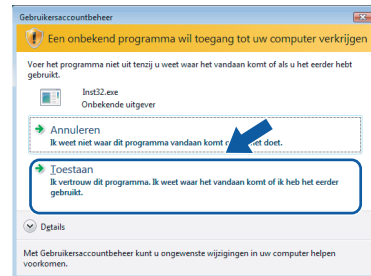 Gebruikersaccountbeheer
Een onbekend programma wil toegang tot uw computer verkrijgen
Voer het programma niet uit tenzij u weet waar het vandaan komt of als u het eerder hebt
gebruikt.
Inst32.exe
Onbekende uitgever
Annuleren
Ik weet niet waar dit programma vandaan komt het doet.
Toestaan
Ik vertrouw dit programma. Ik weet waar het vandaan komt of ik heb het eerder
gebruikt.
Details
Met Gebruikersaccountbeheer kunt u ongewenste wijzigingen in uw computer helpen
voorkomen.